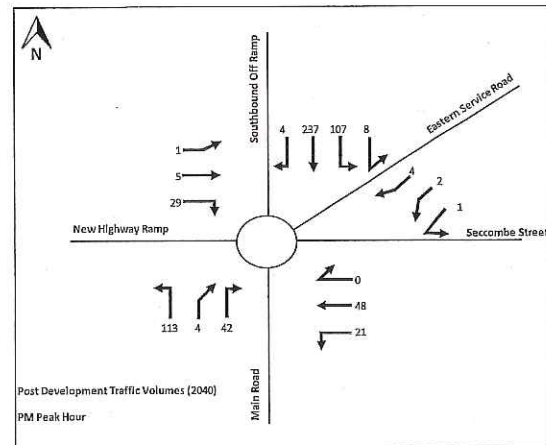 N
Southbound Off Ramp
Eastern Service Road
4 237 107 8
1
5
29
4
2
1
New Highway Ramp
Seccombe Street
0
48
21
113 4 42
Main Road
Post Development Traffic Volumes (2040)
PM Peak Hour